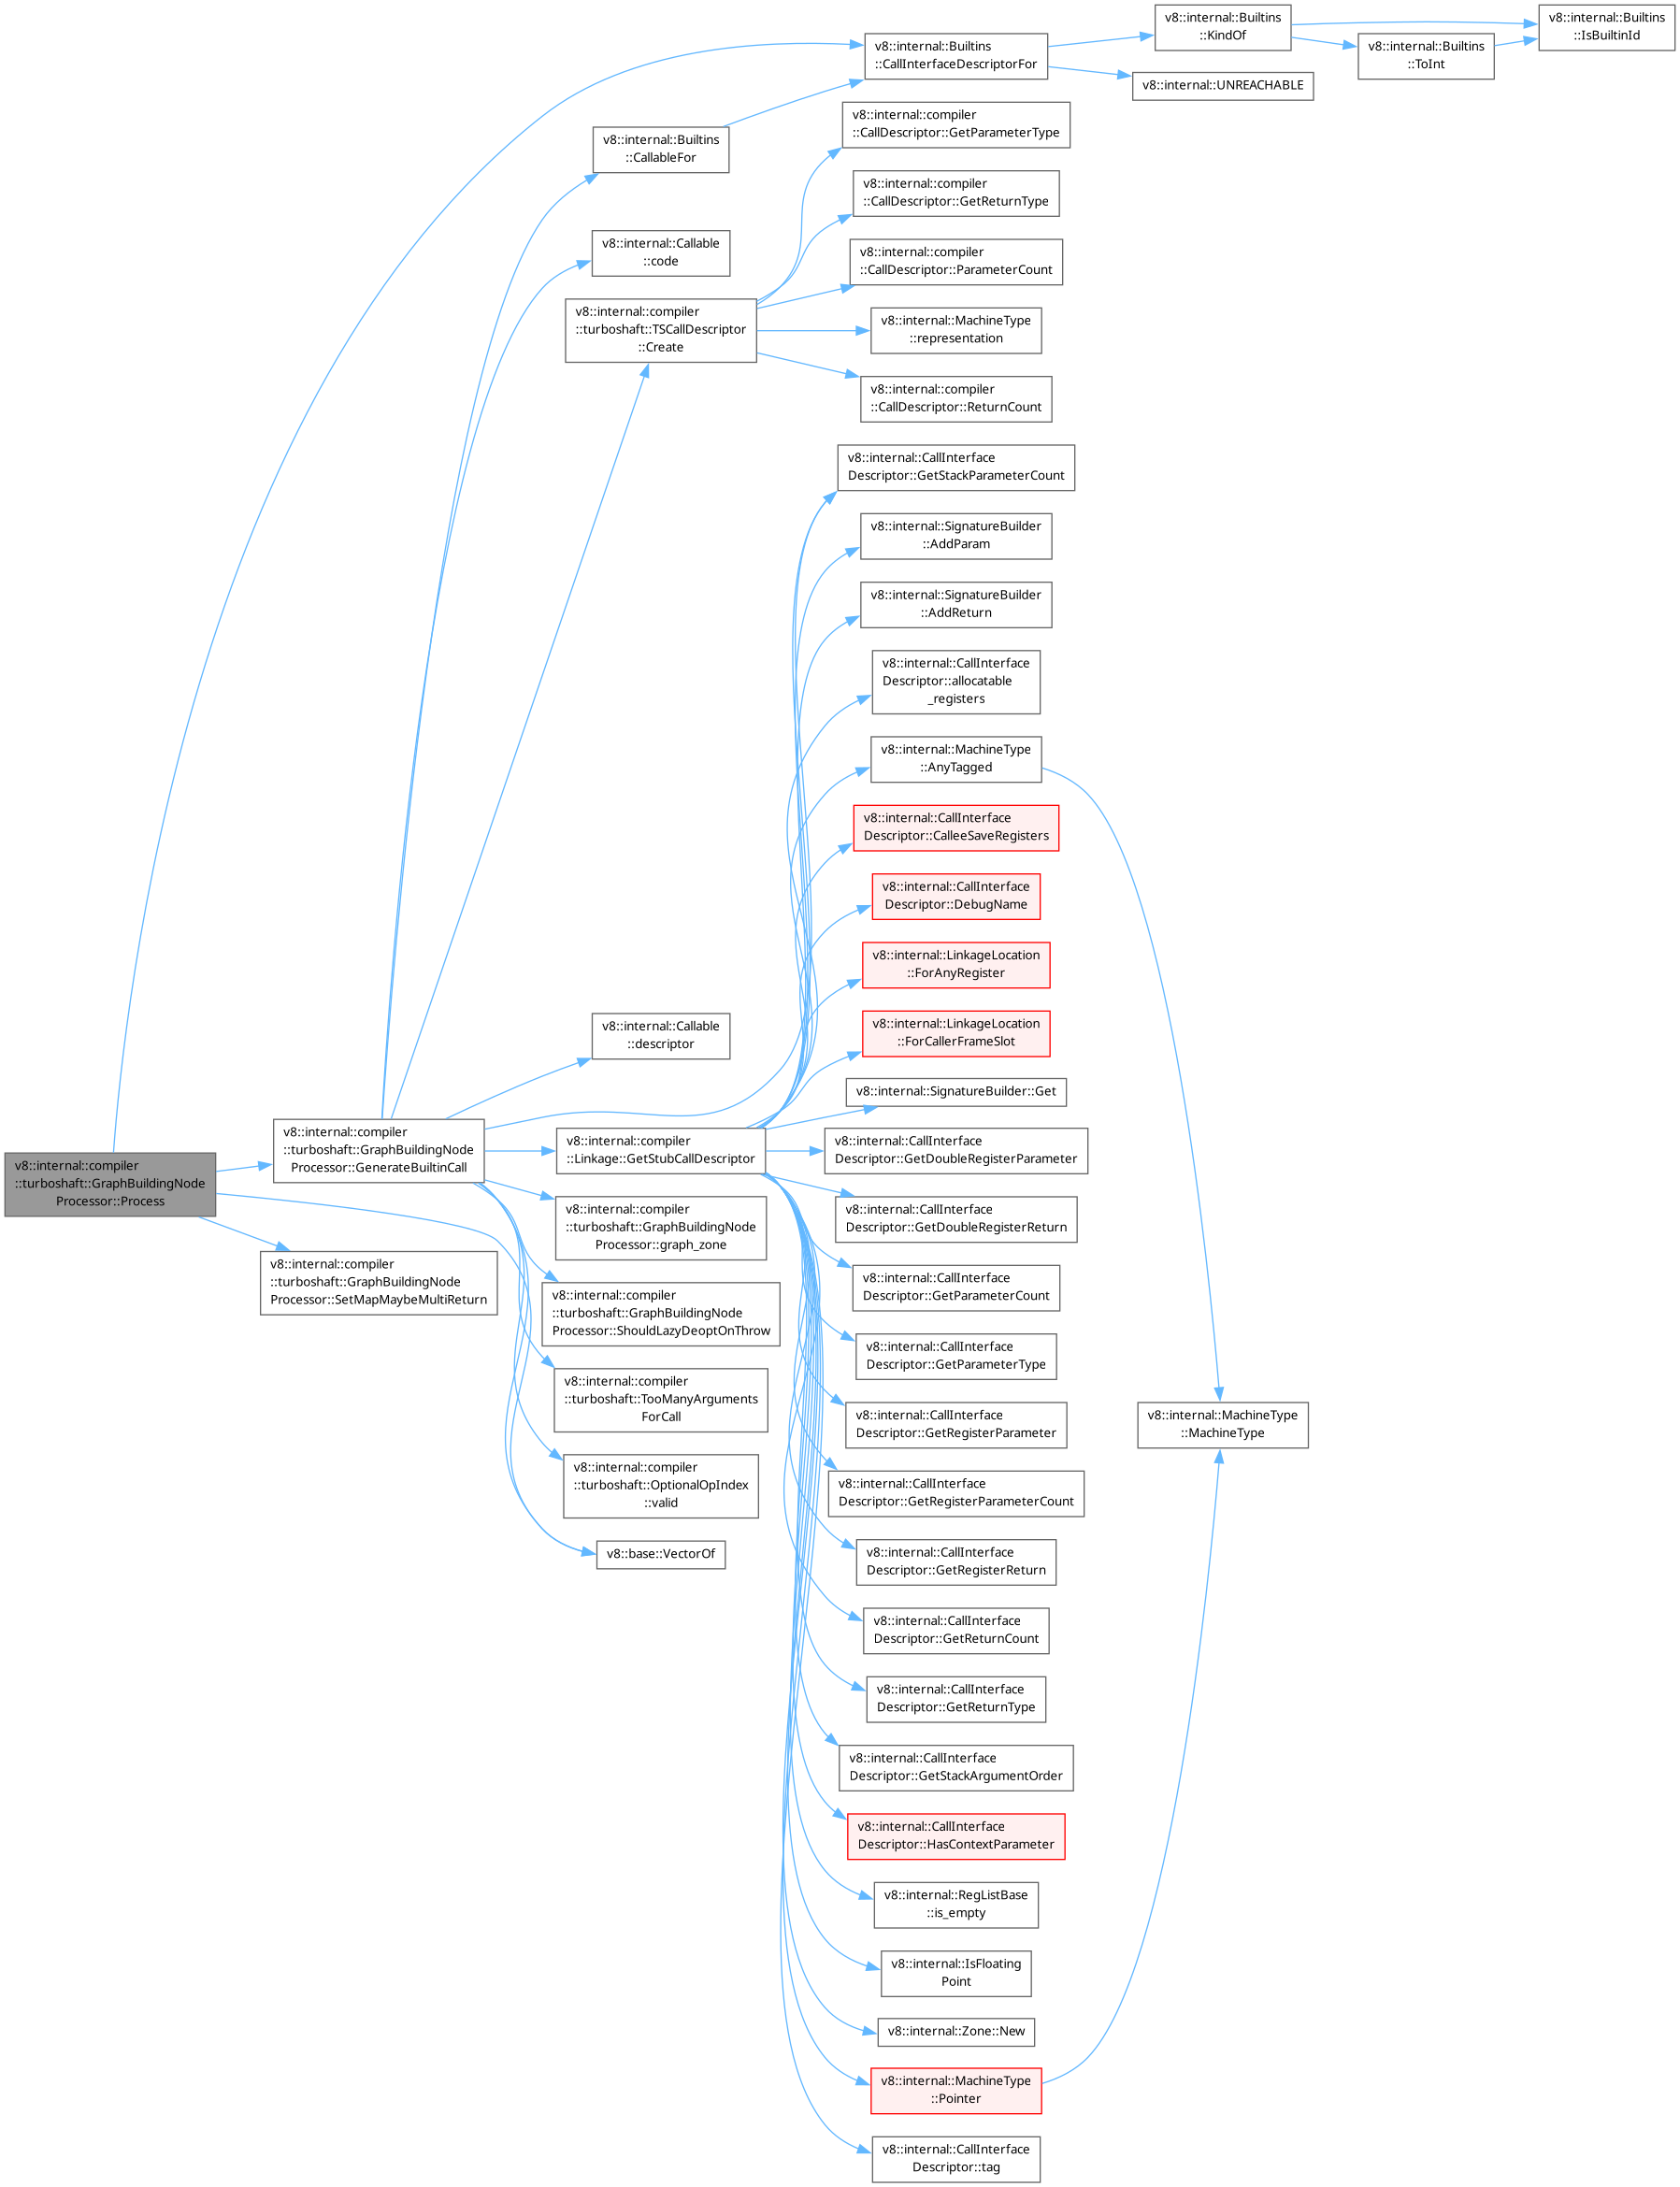 v8::internal::compiler
::turboshaft::GraphBuildingNode
Processor::Process
v8::internal::Builtins
::CallInterfaceDescriptorFor
v8::internal::Builtins
::KindOf
v8::internal::Builtins
::IsBuiltinId
v8::internal::Builtins
::ToInt
v8::internal::UNREACHABLE
v8::internal::compiler
::turboshaft::GraphBuildingNode
Processor::GenerateBuiltinCall
v8::internal::Builtins
::CallableFor
v8::internal::Callable
::code
v8::internal::compiler
::turboshaft::TSCallDescriptor
::Create
v8::internal::compiler
::CallDescriptor::GetParameterType
v8::internal::compiler
::CallDescriptor::GetReturnType
v8::internal::compiler
::CallDescriptor::ParameterCount
v8::internal::MachineType
::representation
v8::internal::compiler
::CallDescriptor::ReturnCount
v8::internal::Callable
::descriptor
v8::internal::CallInterface
Descriptor::GetStackParameterCount
v8::internal::compiler
::Linkage::GetStubCallDescriptor
v8::internal::SignatureBuilder
::AddParam
v8::internal::SignatureBuilder
::AddReturn
v8::internal::CallInterface
Descriptor::allocatable
_registers
v8::internal::MachineType
::AnyTagged
v8::internal::MachineType
::MachineType
v8::internal::CallInterface
Descriptor::CalleeSaveRegisters
v8::internal::CallInterface
Descriptor::DebugName
v8::internal::LinkageLocation
::ForAnyRegister
v8::internal::LinkageLocation
::ForCallerFrameSlot
v8::internal::SignatureBuilder::Get
v8::internal::CallInterface
Descriptor::GetDoubleRegisterParameter
v8::internal::CallInterface
Descriptor::GetDoubleRegisterReturn
v8::internal::CallInterface
Descriptor::GetParameterCount
v8::internal::CallInterface
Descriptor::GetParameterType
v8::internal::CallInterface
Descriptor::GetRegisterParameter
v8::internal::CallInterface
Descriptor::GetRegisterParameterCount
v8::internal::CallInterface
Descriptor::GetRegisterReturn
v8::internal::CallInterface
Descriptor::GetReturnCount
v8::internal::CallInterface
Descriptor::GetReturnType
v8::internal::CallInterface
Descriptor::GetStackArgumentOrder
v8::internal::CallInterface
Descriptor::HasContextParameter
v8::internal::RegListBase
::is_empty
v8::internal::IsFloating
Point
v8::internal::Zone::New
v8::internal::MachineType
::Pointer
v8::internal::CallInterface
Descriptor::tag
v8::internal::compiler
::turboshaft::GraphBuildingNode
Processor::graph_zone
v8::internal::compiler
::turboshaft::GraphBuildingNode
Processor::ShouldLazyDeoptOnThrow
v8::internal::compiler
::turboshaft::TooManyArguments
ForCall
v8::internal::compiler
::turboshaft::OptionalOpIndex
::valid
v8::base::VectorOf
v8::internal::compiler
::turboshaft::GraphBuildingNode
Processor::SetMapMaybeMultiReturn